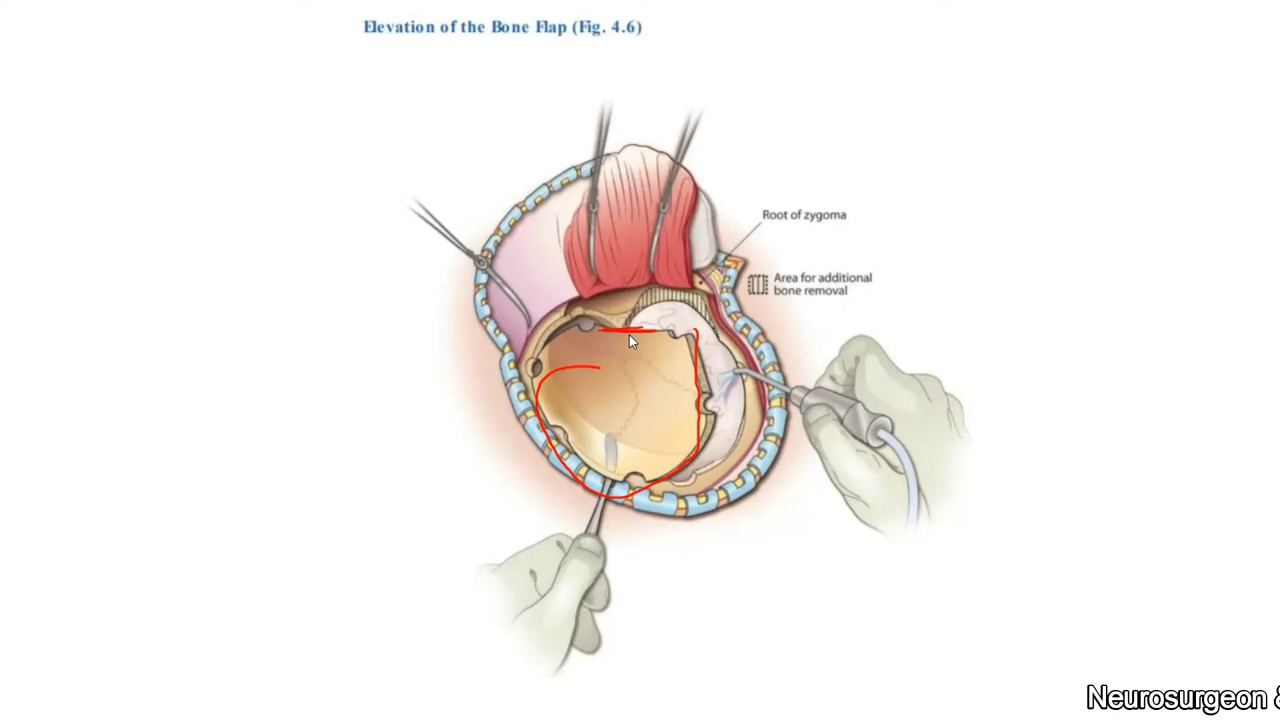 Elevation of the Bone Flap (Fig. 4.6)
Root of zygoma
Area for additional
bone removal
Neurosurgeon &